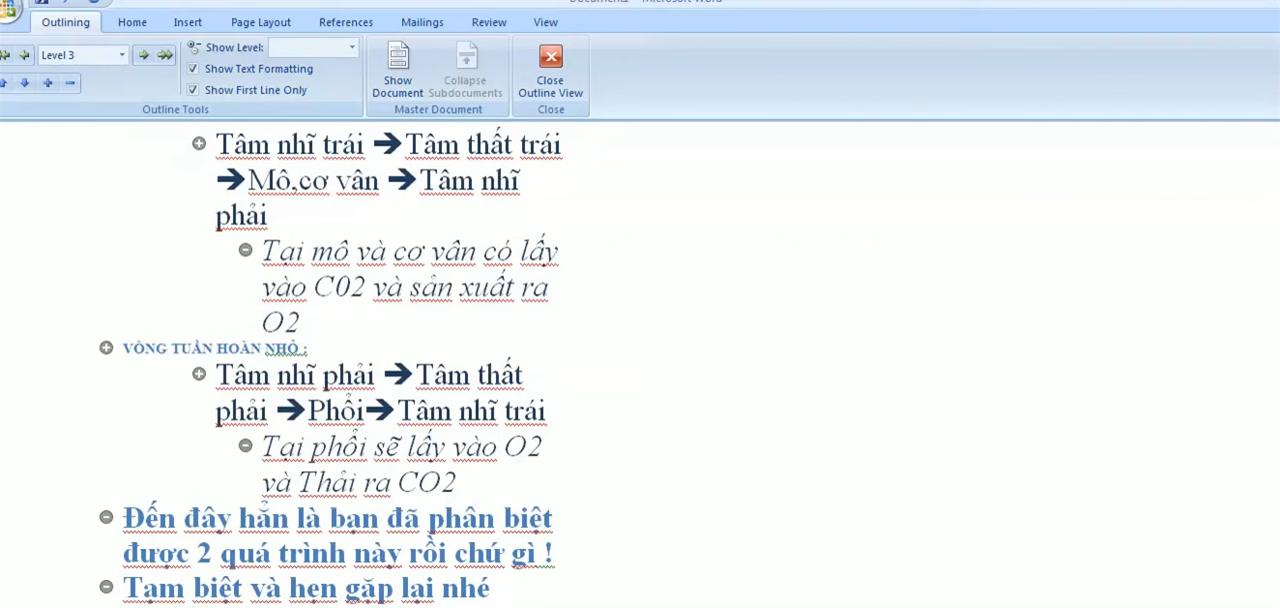 Outlining Home Insert Page Layout References Mailings Review View
Level 3
Show Level:
Show Text Formatting
Show First Line Only
Show Document
Collapse Subdocuments
Close Outline View
Outline Tools
Master Document
Close
Tâm nhĩ trái ➔Tâm thất trái
➔Mô,cơ vân ➔Tâm nhĩ
phải
Tại mô và cơ vân có lấy
vào C02 và sản xuất ra
O2
VÒNG TUẦN HOÀN NHỎ :
Tâm nhĩ phải ➔Tâm thất
phải ➔Phổi➔Tâm nhĩ trái
Tại phổi sẽ lấy vào O2
và Thải ra CO2
Đến đây hẳn là bạn đã phân biệt
được 2 quá trình này rồi chứ gì !
Tạm biệt và hẹn gặp lại nhé